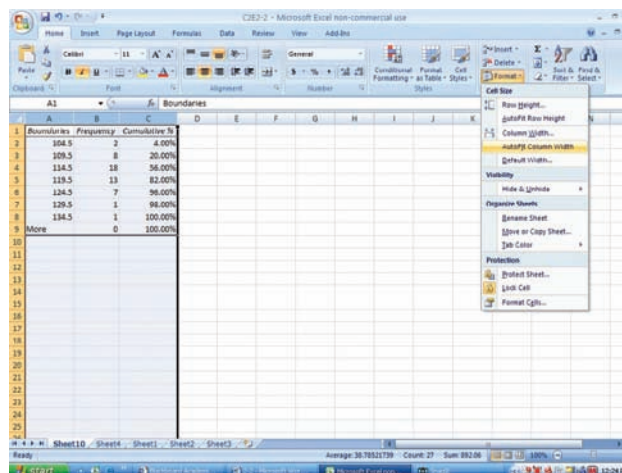 C2E2-2 - Microsoft Excel non-commercial use
Home Insert Page Layout Formulas Data Review View Add-Ins
Calibri 11 General
Paste Conditional Formatting Format as Table Cell Styles
Insert Delete Format Sort & Filter Find & Select
Clipboard Font Alignment Number Styles
A1 fx Boundaries
A B C D E F G H I J K N
1 Boundaries Frequency Cumulative %
2 104.5 2 4.00%
3 109.5 8 20.00%
4 114.5 18 56.00%
5 119.5 13 82.00%
6 124.5 7 96.00%
7 129.5 1 98.00%
8 134.5 1 100.00%
9 More 0 100.00%
10
11
12
13
14
15
16
17
18
19
20
21
22
23
24
25
Cell Size
Row Height...
AutoFit Row Height
Column Width...
AutoFit Column Width
Default Width...
Visibility
Hide & Unhide
Organize Sheets
Rename Sheet
Move or Copy Sheet...
Tab Color
Protection
Protect Sheet...
Lock Cell
Format Cells...
Sheet10 Sheet4 Sheet1 Sheet2 Sheet3
Ready Average: 38.78521739 Count: 27 Sum: 892.06 100%
start